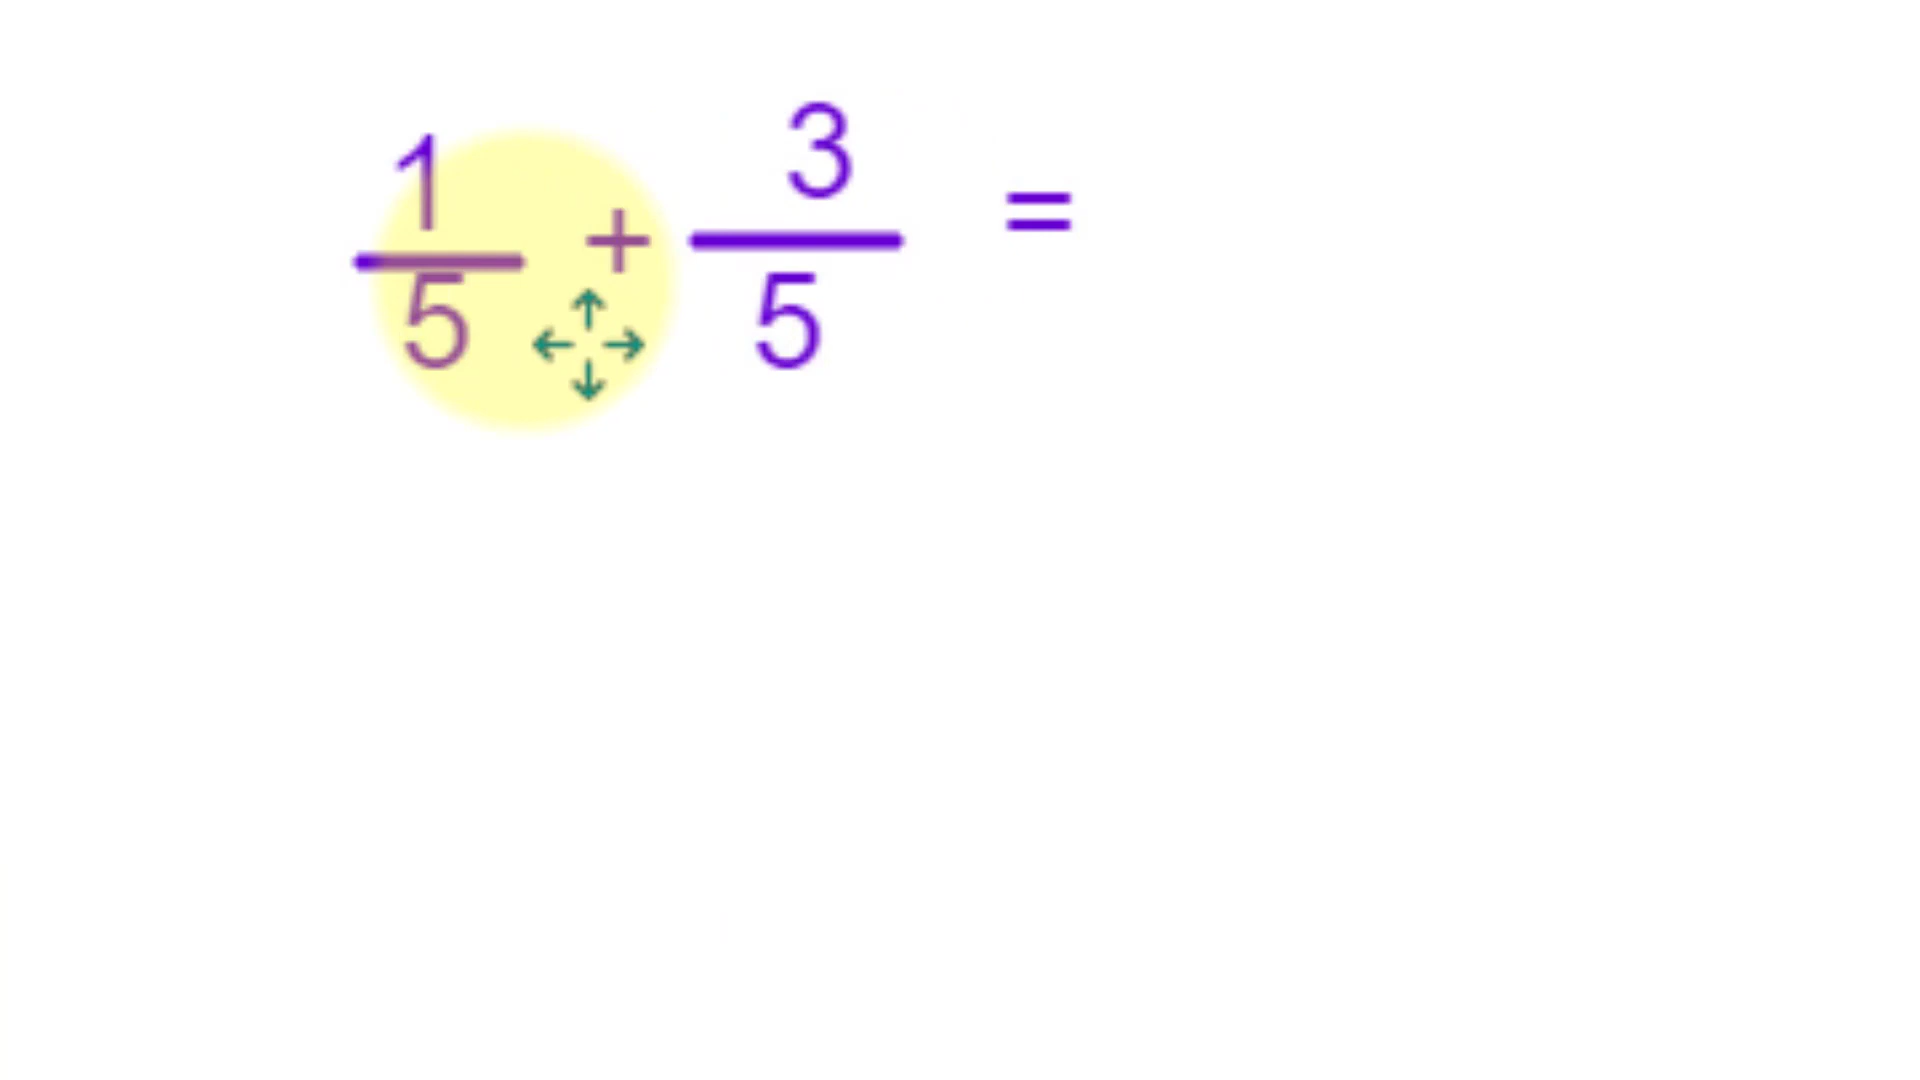 1/5 + 3/5 =